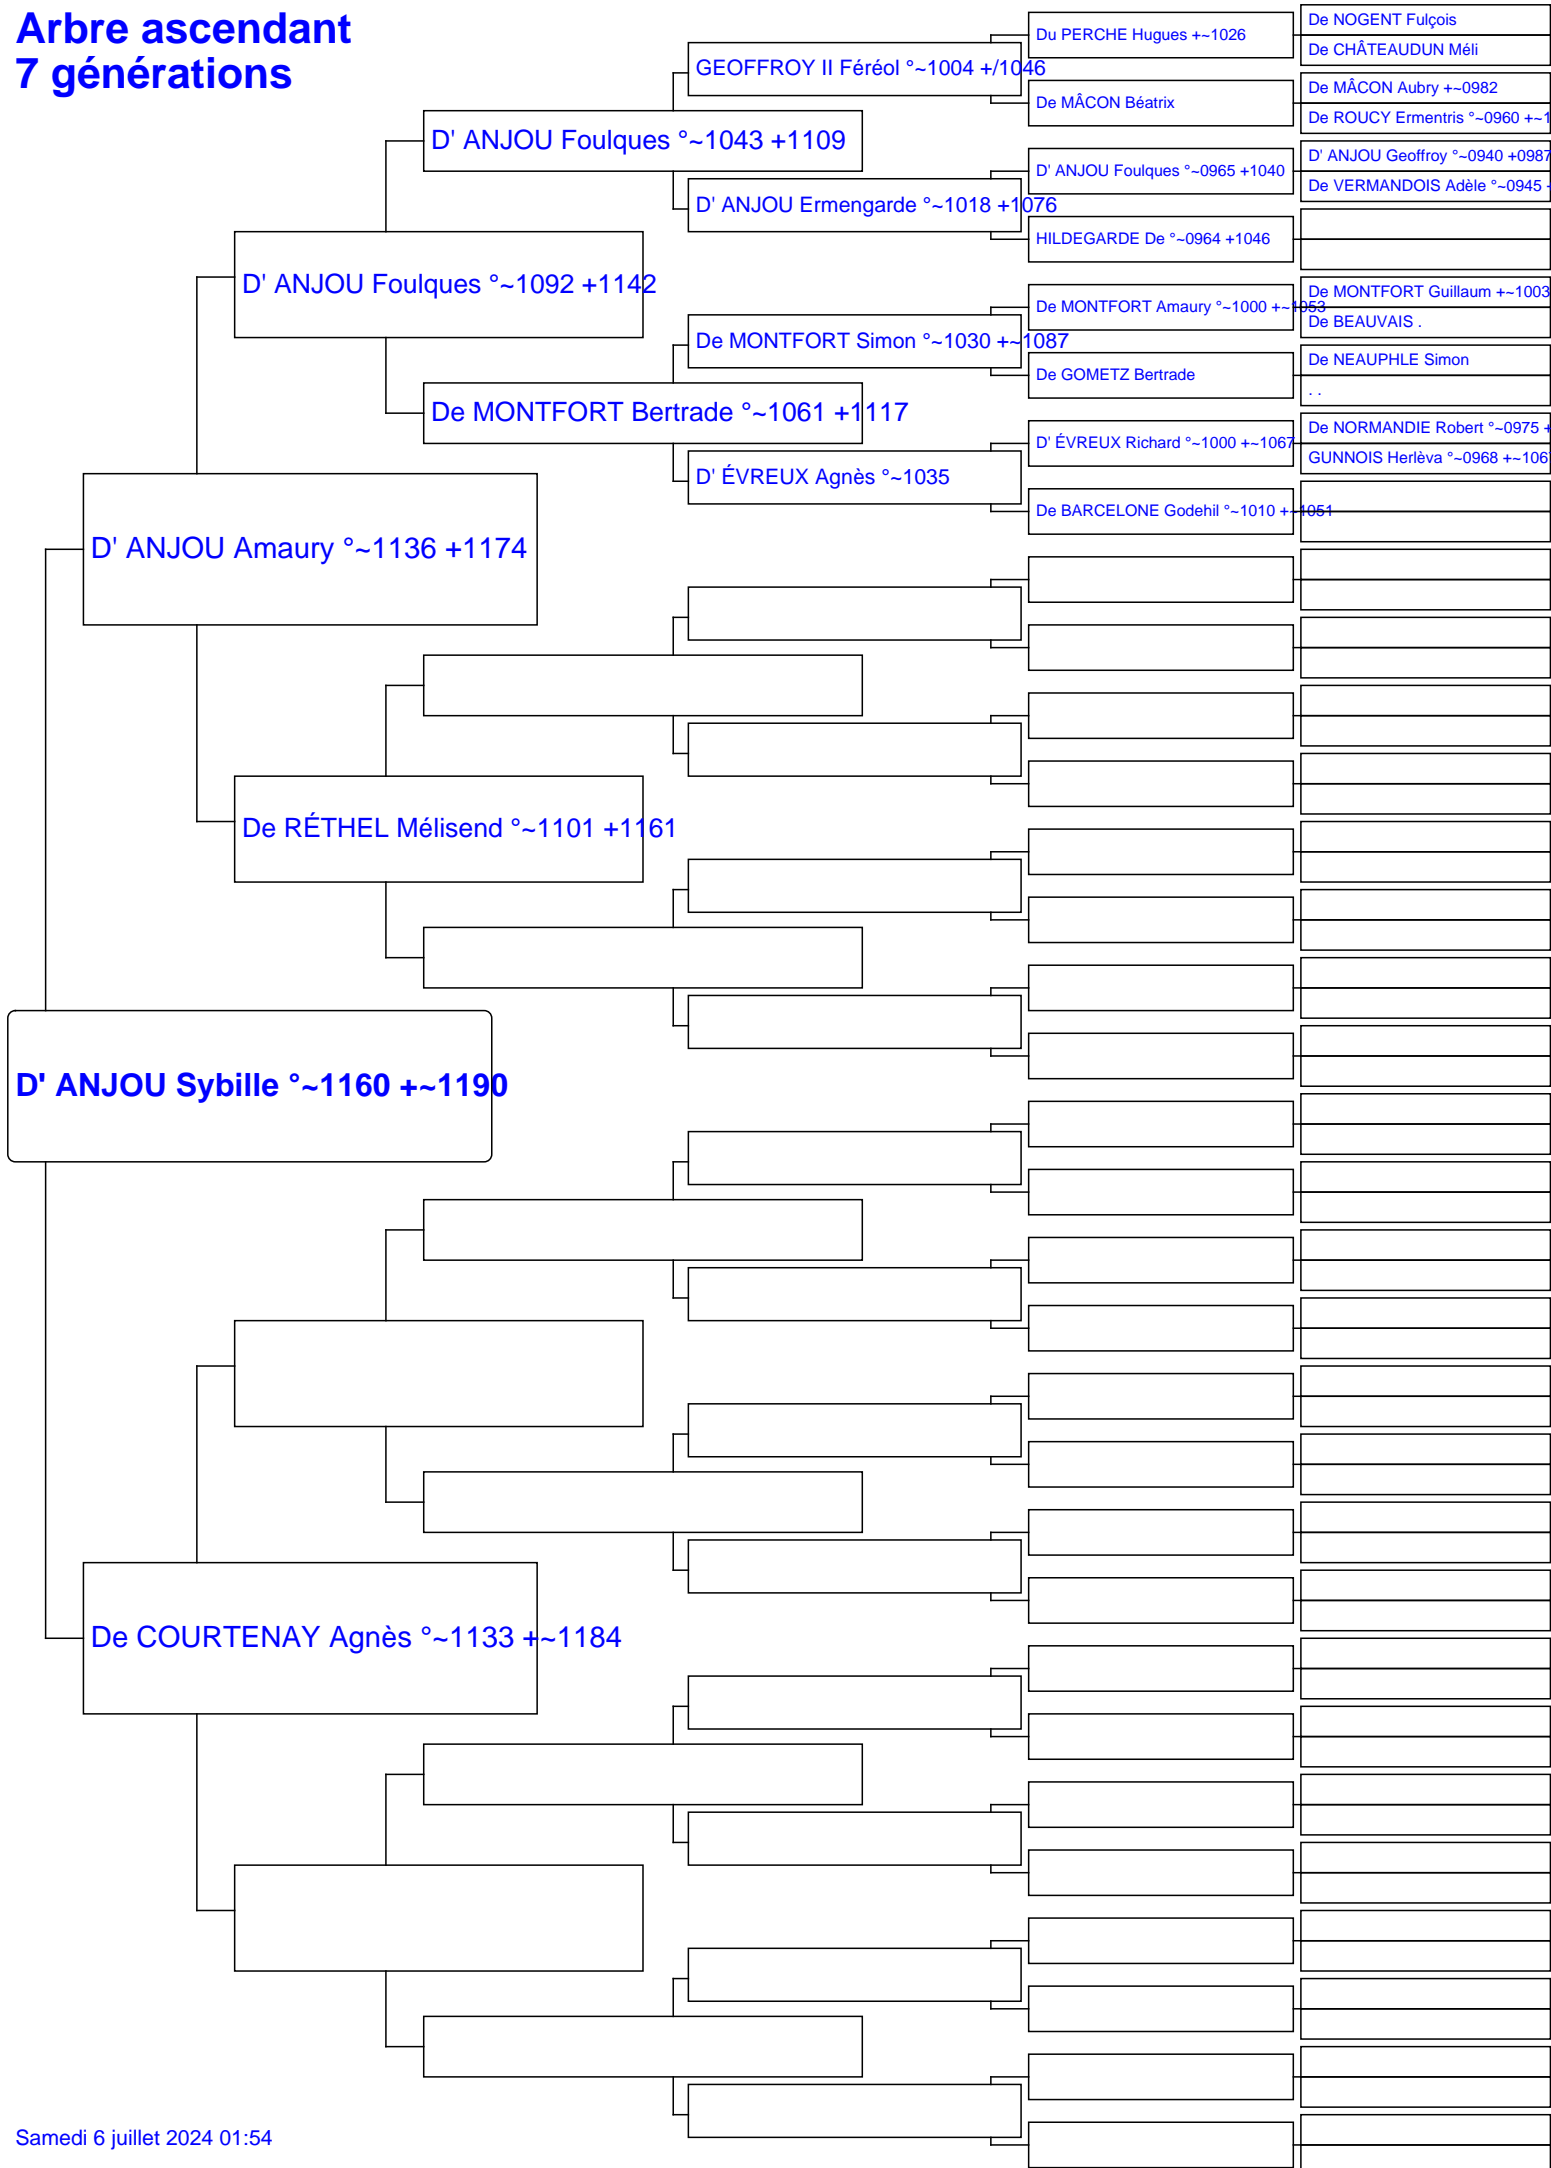 Arbre ascendant
7 générations
De NOGENT Fulçois
Du PERCHE Hugues +~1026
De CHÂTEAUDUN Méli
GEOFFROY II Féréol °~1004 +/1046
De MÂCON Aubry +~0982
De MÂCON Béatrix
De ROUCY Ermentris °~0960 +~1
D' ANJOU Foulques °~1043 +1109
D' ANJOU Geoffroy °~0940 +0987
D' ANJOU Foulques °~0965 +1040
De VERMANDOIS Adèle °~0945 +
D' ANJOU Ermengarde °~1018 +1076
HILDEGARDE De °~0964 +1046
D' ANJOU Foulques °~1092 +1142
De MONTFORT Guillaum +~1003
De MONTFORT Amaury °~1000 +~1053
De BEAUVAIS .
De MONTFORT Simon °~1030 +~1087
De NEAUPHLE Simon
De GOMETZ Bertrade
. .
De MONTFORT Bertrade °~1061 +1117
De NORMANDIE Robert °~0975 +
D' ÉVREUX Richard °~1000 +~1067
GUNNOIS Herlèva °~0968 +~106
D' ÉVREUX Agnès °~1035
De BARCELONE Godehil °~1010 +~1051
D' ANJOU Amaury °~1136 +1174
De RÉTHEL Mélisend °~1101 +1161
D' ANJOU Sybille °~1160 +~1190
De COURTENAY Agnès °~1133 +~1184
Samedi 6 juillet 2024 01:54